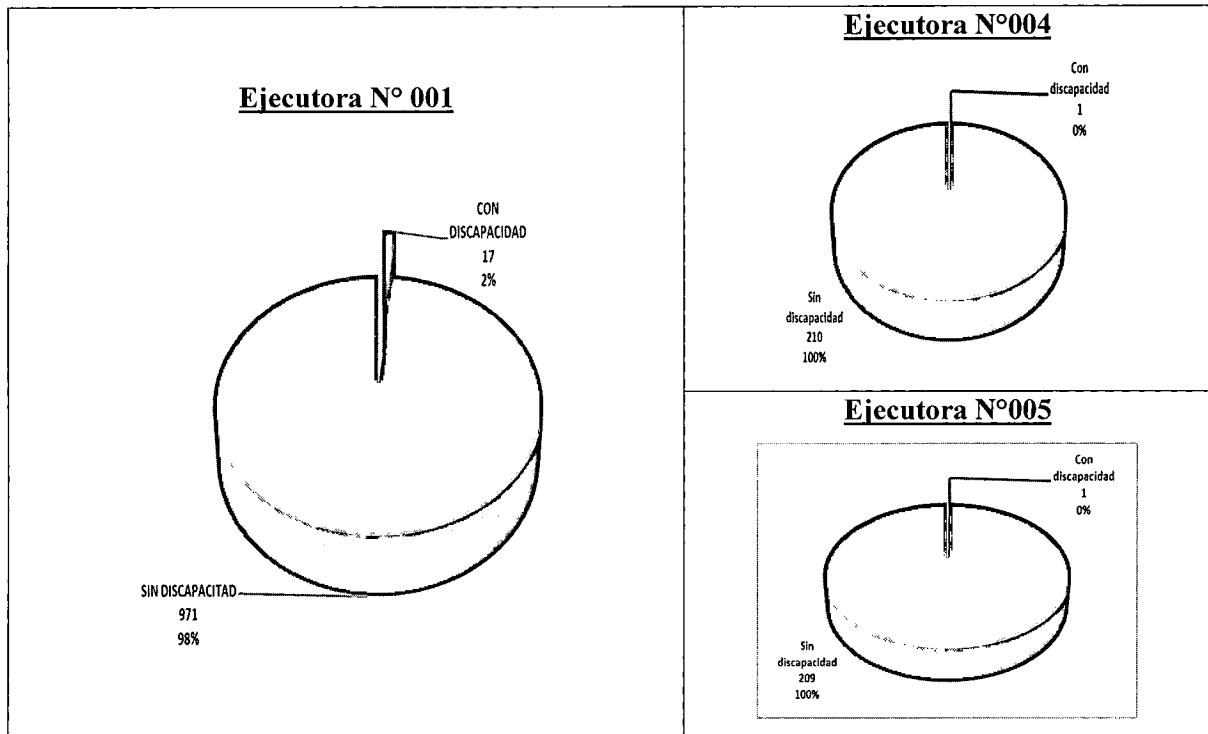 Ejecutora N° 001
CON
DISCAPACIDAD
17
2%
SIN DISCAPACITAD
971
98%
Ejecutora N°004
Con
discapacidad
1
0%
Sin
discapacidad
210
100%
Ejecutora N°005
Con
discapacidad
1
0%
Sin
discapacidad
209
100%